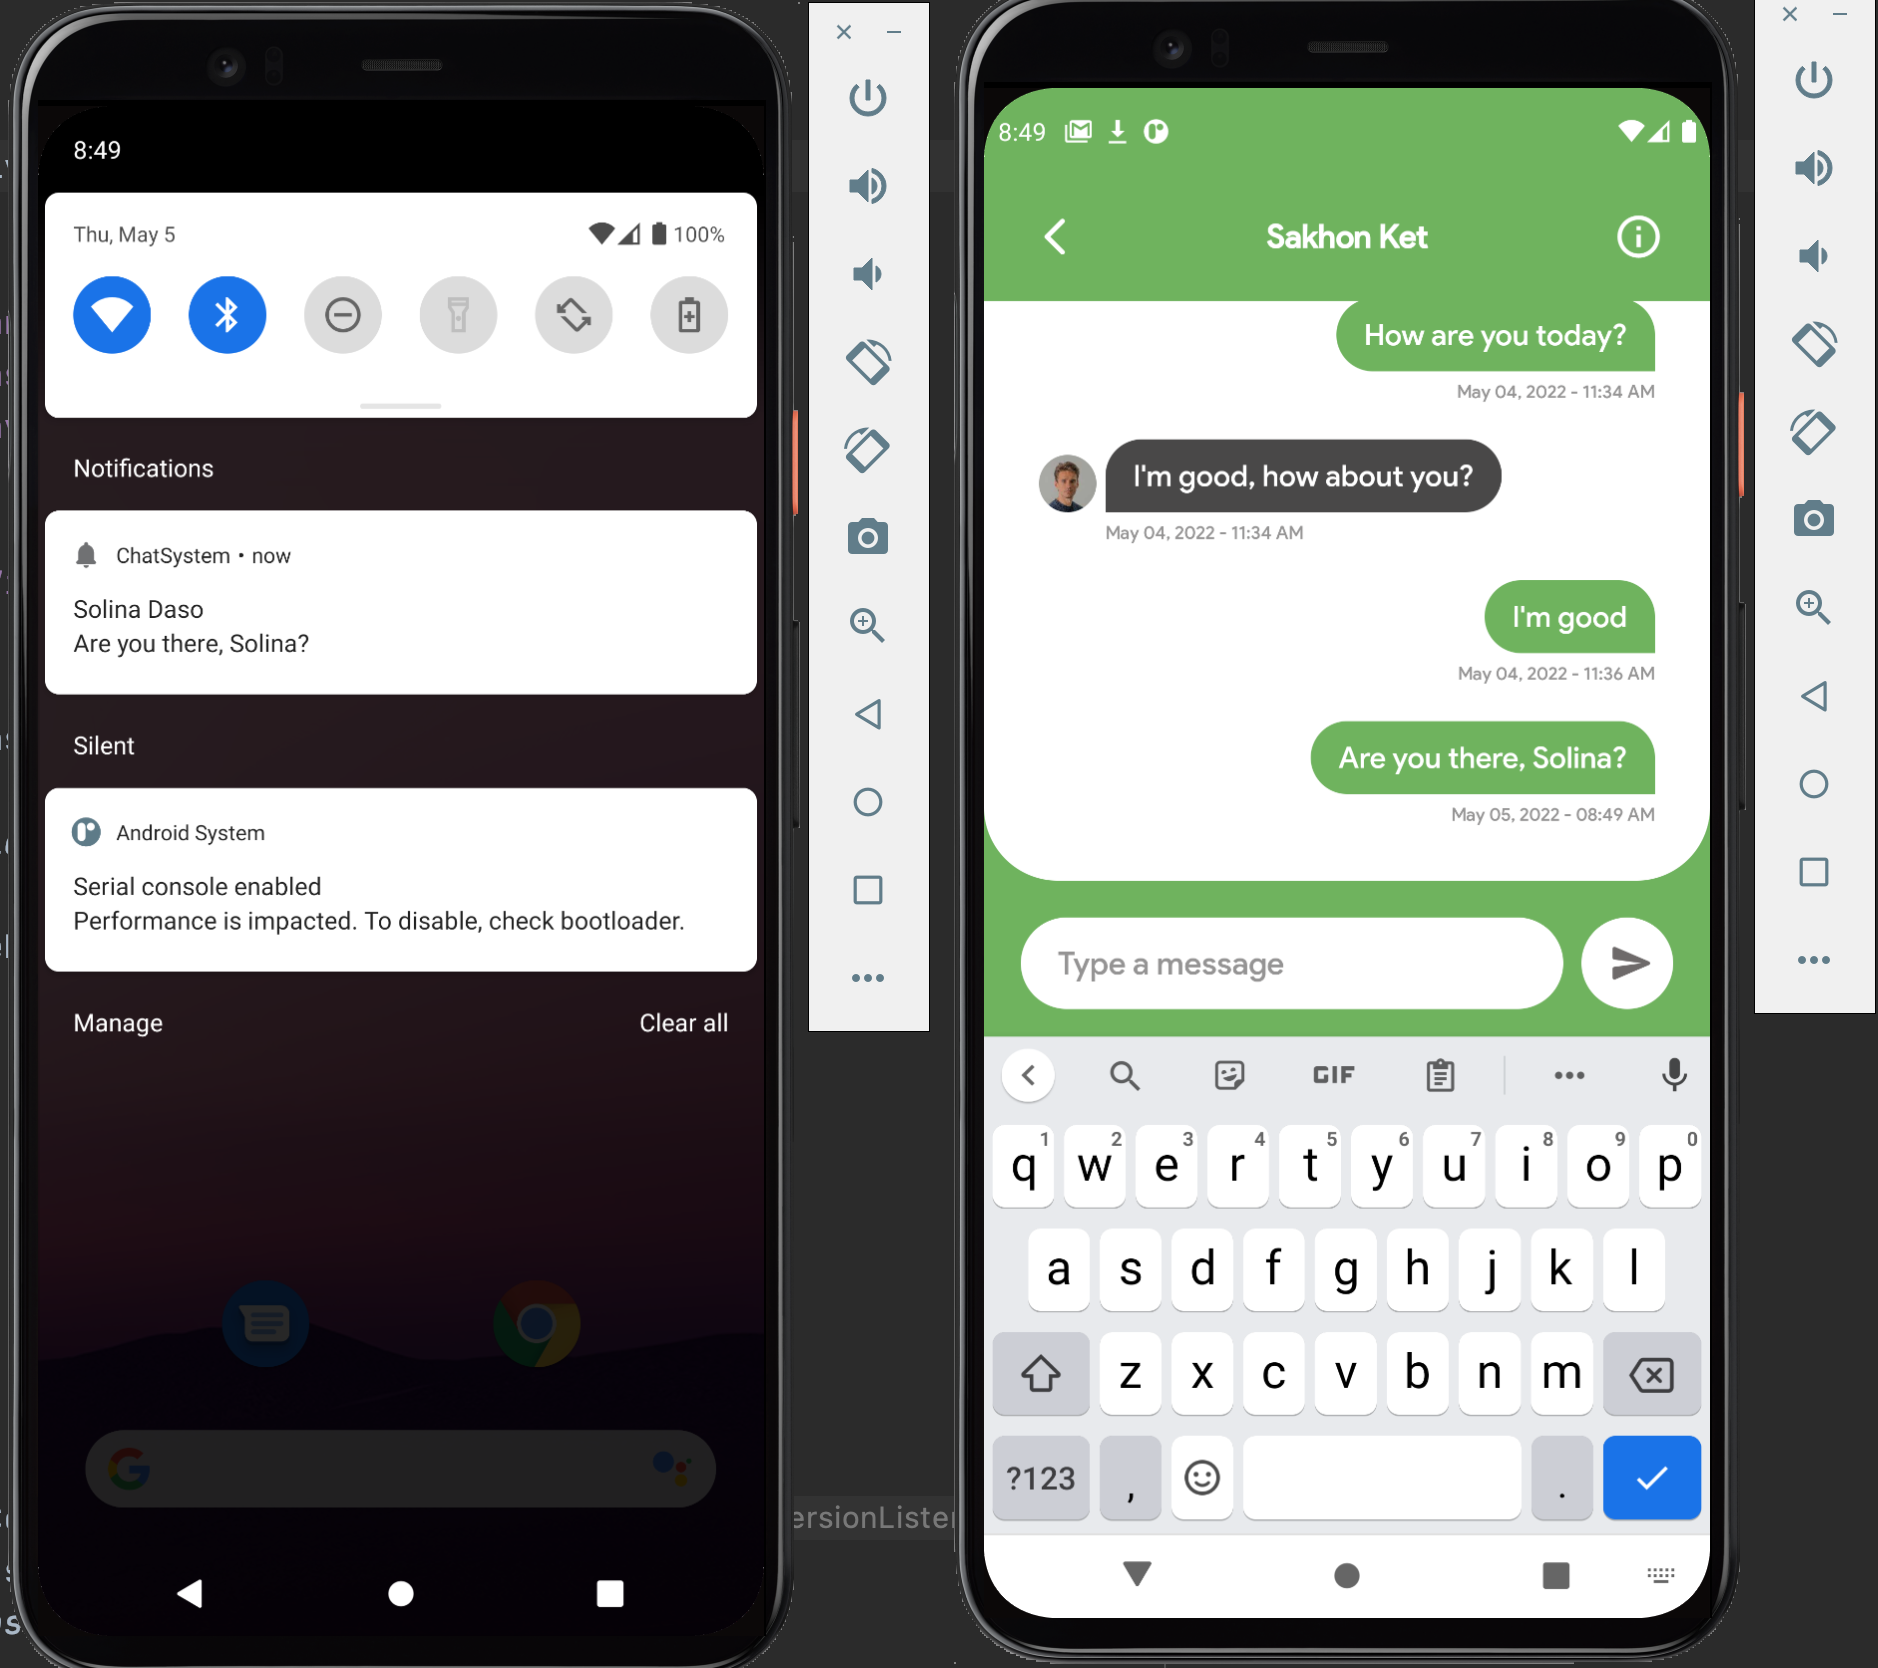 8:49
Thu, May 5
100%
Notifications
ChatSystem • now
Solina Daso
Are you there, Solina?
Silent
Android System
Serial console enabled
Performance is impacted. To disable, check bootloader.
Manage
Clear all
ersionListe
8:49
Sakhon Ket
How are you today?
May 04, 2022 - 11:34 AM
I'm good, how about you?
May 04, 2022 - 11:34 AM
I'm good
May 04, 2022 - 11:36 AM
Are you there, Solina?
May 05, 2022 - 08:49 AM
Type a message
GIF
1 2 3 4 5 6 7 8 9 0
q w e r t y u i o p
a s d f g h j k l
z x c v b n m
?123 , .